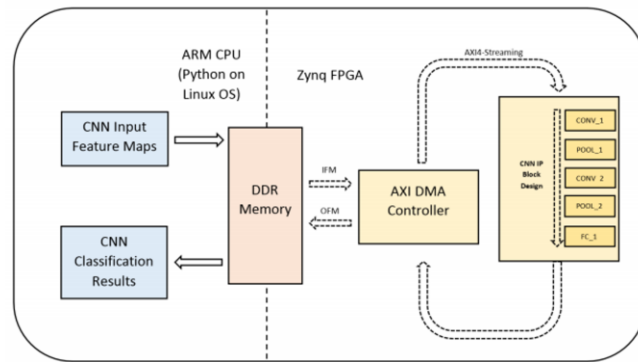 ARM CPU
(Python on
Linux OS)
Zynq FPGA
AXI4-Streaming
CNN Input
Feature Maps
DDR
Memory
IFM
OFM
AXI DMA
Controller
CNN IP
Block
Design
CONV_1
POOL_1
CONV_2
POOL_2
FC_1
CNN
Classification
Results